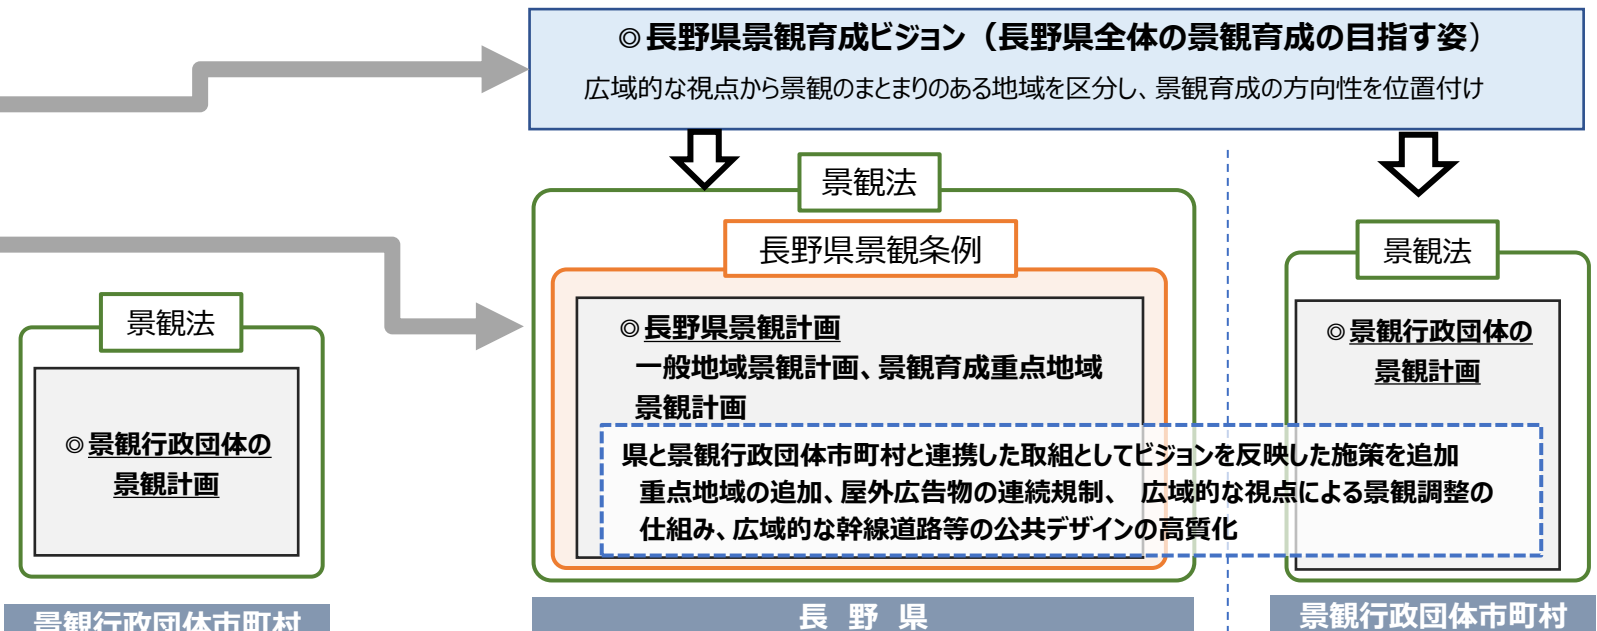 ◎長野県景観育成ビジョン（長野県全体の景観育成の目指す姿）
広域的な視点から景観のまとまりのある地域を区分し、景観育成の方向性を位置付け
景観法
長野県景観条例
◎長野県景観計画
一般地域景観計画、景観育成重点地域
景観計画
県と景観行政団体市町村と連携した取組としてビジョンを反映した施策を追加
重点地域の追加、屋外広告物の連続規制、 広域的な視点による景観調整の
仕組み、広域的な幹線道路等の公共デザインの高質化
長 野 県
景観法
◎景観行政団体の
景観計画
景観行政団体市町村
景観法
◎景観行政団体の
景観計画
景観行政団体市町村